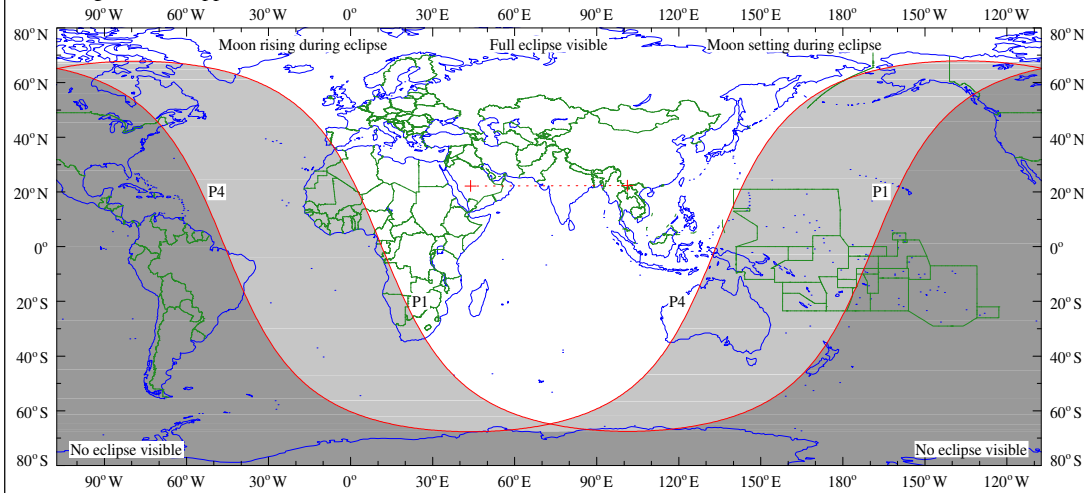 90° W 60° W 30° W 0° 30° E 60° E 90° E 120° E 150° E 180° 150° W 120° W
80° N Moon rising during eclipse Full eclipse visible Moon setting during eclipse 80° N
60° N 60° N
40° N 40° N
20° N P4 P1 20° N
0° 0°
20° S P1 P4 20° S
40° S 40° S
60° S 60° S
No eclipse visible No eclipse visible
80° S 80° S
90° W 60° W 30° W 0° 30° E 60° E 90° E 120° E 150° E 180° 150° W 120° W